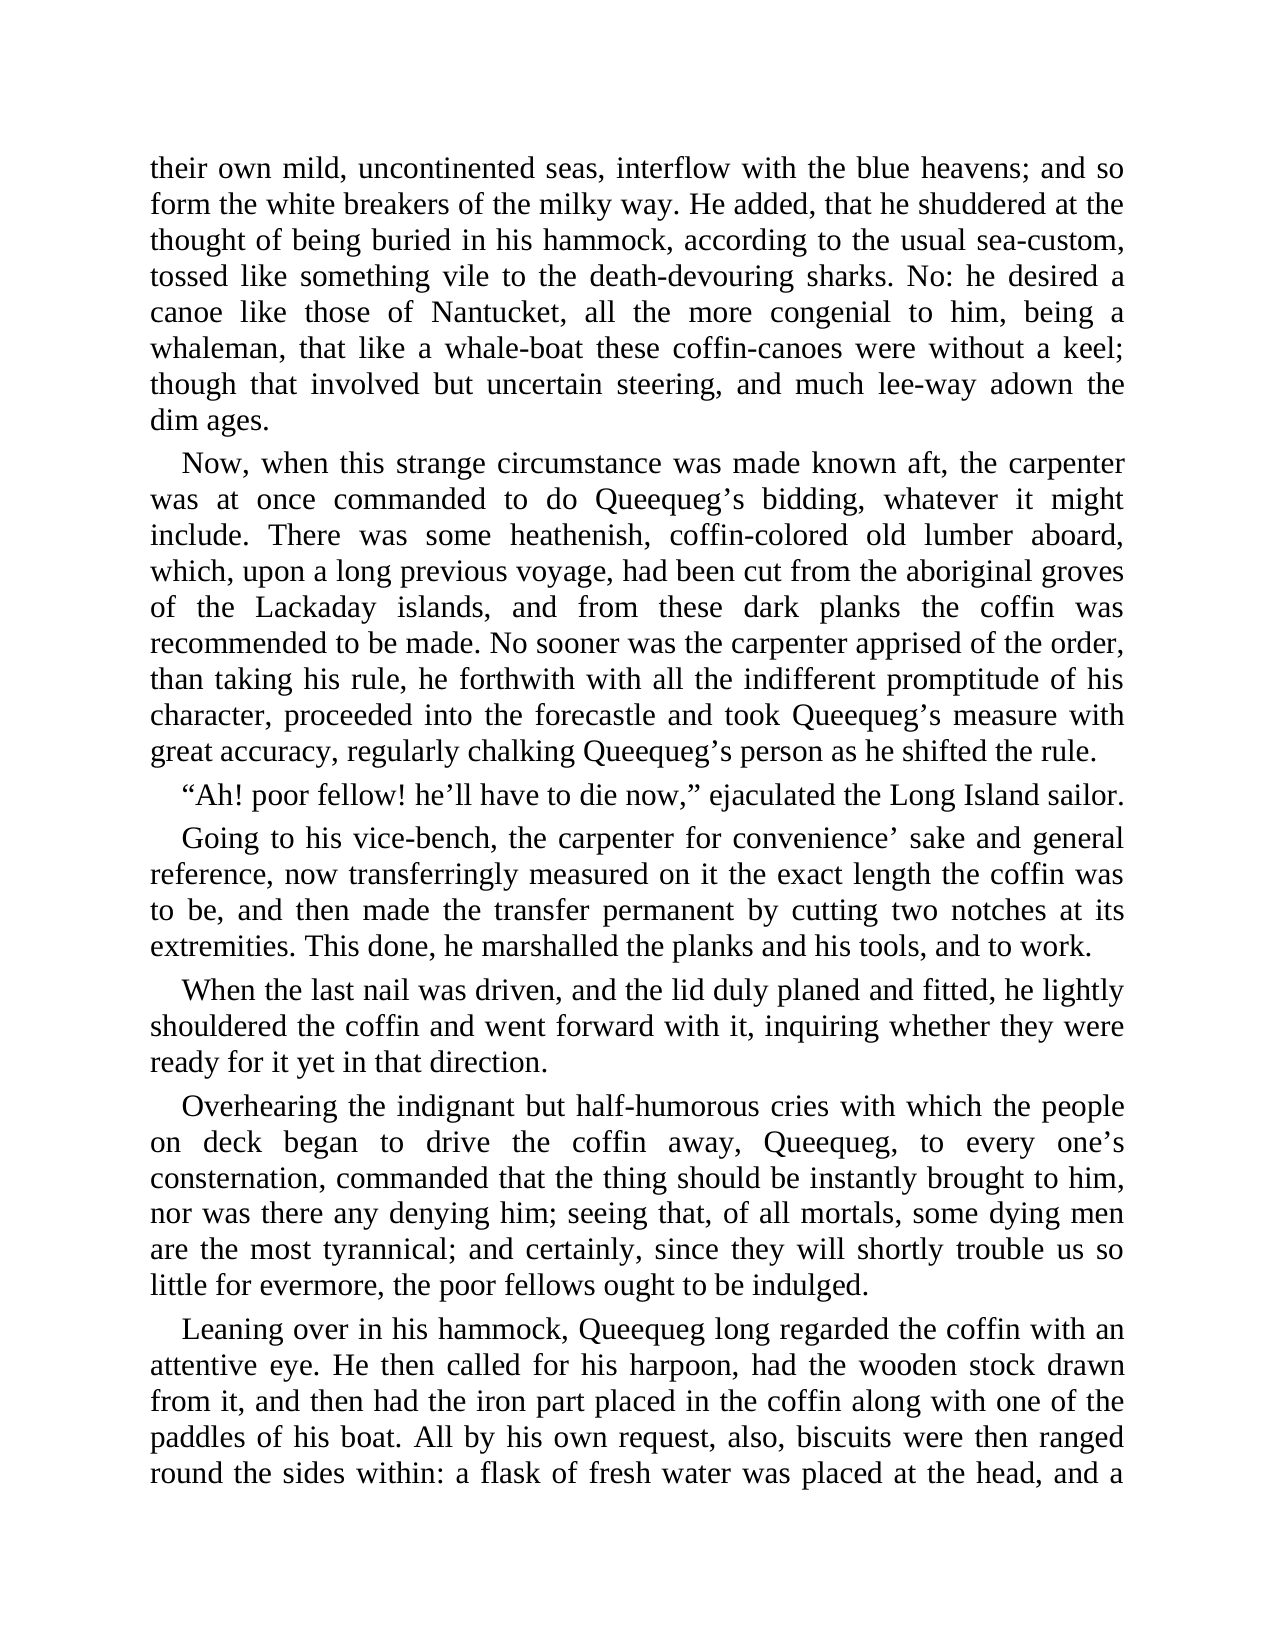 their own mild, uncontinented seas, interflow with the blue heavens; and so
form the white breakers of the milky way. He added, that he shuddered at the
thought of being buried in his hammock, according to the usual sea-custom,
tossed like something vile to the death-devouring sharks. No: he desired a
canoe like those of Nantucket, all the more congenial to him, being a
whaleman, that like a whale-boat these coffin-canoes were without a keel;
though that involved but uncertain steering, and much lee-way adown the
dim ages.
Now, when this strange circumstance was made known aft, the carpenter
was at once commanded to do Queequeg’s bidding, whatever it might
include. There was some heathenish, coffin-colored old lumber aboard,
which, upon a long previous voyage, had been cut from the aboriginal groves
of the Lackaday islands, and from these dark planks the coffin was
recommended to be made. No sooner was the carpenter apprised of the order,
than taking his rule, he forthwith with all the indifferent promptitude of his
character, proceeded into the forecastle and took Queequeg’s measure with
great accuracy, regularly chalking Queequeg’s person as he shifted the rule.
“Ah! poor fellow! he’ll have to die now,” ejaculated the Long Island sailor.
Going to his vice-bench, the carpenter for convenience’ sake and general
reference, now transferringly measured on it the exact length the coffin was
to be, and then made the transfer permanent by cutting two notches at its
extremities. This done, he marshalled the planks and his tools, and to work.
When the last nail was driven, and the lid duly planed and fitted, he lightly
shouldered the coffin and went forward with it, inquiring whether they were
ready for it yet in that direction.
Overhearing the indignant but half-humorous cries with which the people
on deck began to drive the coffin away, Queequeg, to every one’s
consternation, commanded that the thing should be instantly brought to him,
nor was there any denying him; seeing that, of all mortals, some dying men
are the most tyrannical; and certainly, since they will shortly trouble us so
little for evermore, the poor fellows ought to be indulged.
Leaning over in his hammock, Queequeg long regarded the coffin with an
attentive eye. He then called for his harpoon, had the wooden stock drawn
from it, and then had the iron part placed in the coffin along with one of the
paddles of his boat. All by his own request, also, biscuits were then ranged
round the sides within: a flask of fresh water was placed at the head, and a